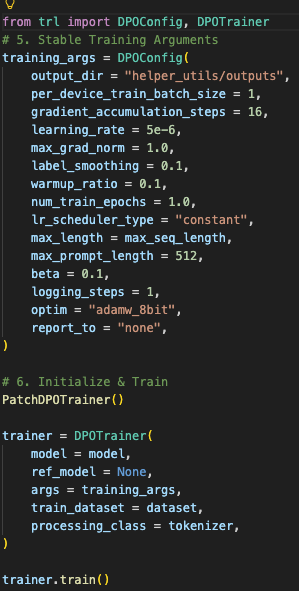 from trl import DPOConfig, DPOTrainer
# 5. Stable Training Arguments
training_args = DPOConfig(
    output_dir = "helper_utils/outputs",
    per_device_train_batch_size = 1,
    gradient_accumulation_steps = 16,
    learning_rate = 5e-6,
    max_grad_norm = 1.0,
    label_smoothing = 0.1,
    warmup_ratio = 0.1,
    num_train_epochs = 1.0,
    lr_scheduler_type = "constant",
    max_length = max_seq_length,
    max_prompt_length = 512,
    beta = 0.1,
    logging_steps = 1,
    optim = "adamw_8bit",
    report_to = "none",
)
# 6. Initialize & Train
PatchDPOTrainer()
trainer = DPOTrainer(
    model = model,
    ref_model = None,
    args = training_args,
    train_dataset = dataset,
    processing_class = tokenizer,
)
trainer.train()